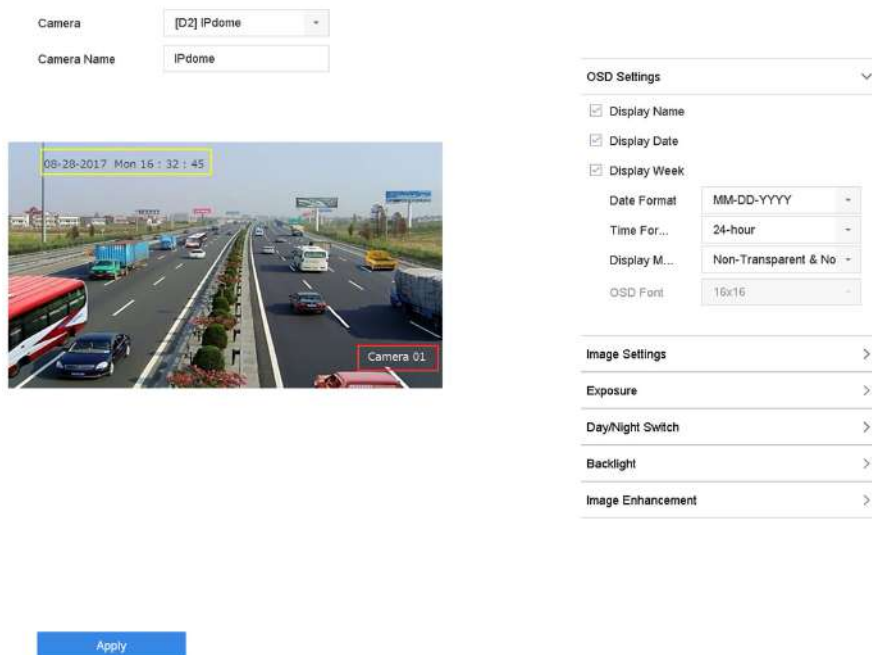 Camera [D2] IPdome
Camera Name IPdome
08-28-2017 Mon 16 : 32 : 45
Camera 01
Apply
OSD Settings
Display Name
Display Date
Display Week
Date Format MM-DD-YYYY
Time For... 24-hour
Display M... Non-Transparent & No
OSD Font 16x16
Image Settings
Exposure
Day/Night Switch
Backlight
Image Enhancement